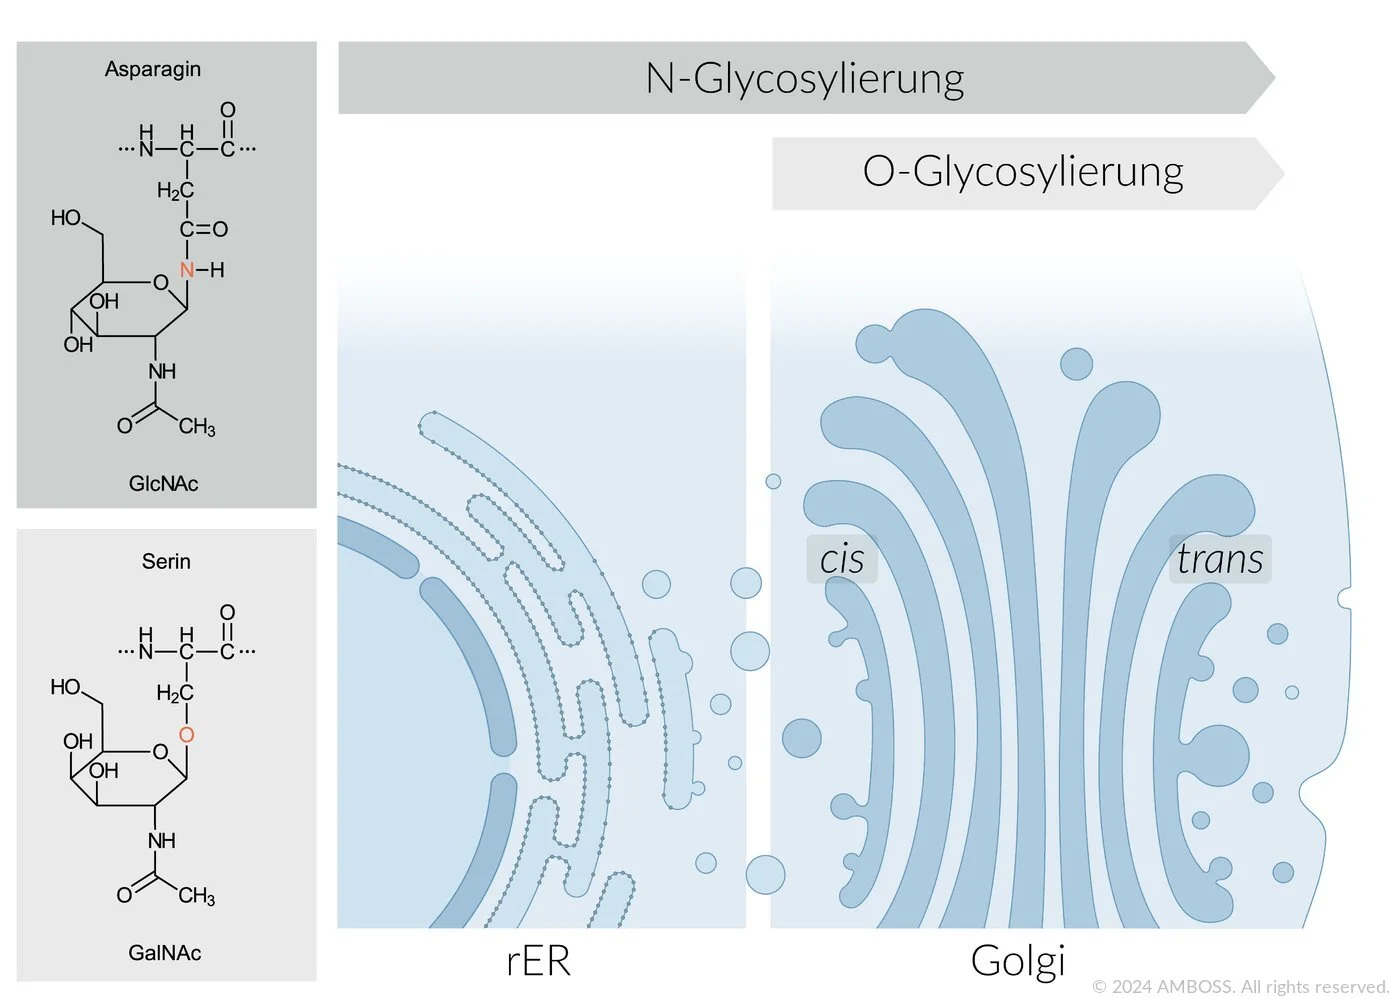 Asparagin
O
H H
···N–C–C···
H₂C
HO
C=O
N–H
O
OH
OH
NH
O
CH₃
GlcNAc
Serin
O
H H
···N–C–C···
H₂C
HO
O
OH
O
OH
NH
O
CH₃
GalNAc
N-Glycosylierung
O-Glycosylierung
cis
trans
rER
Golgi
© 2024 AMBOSS. All rights reserved.